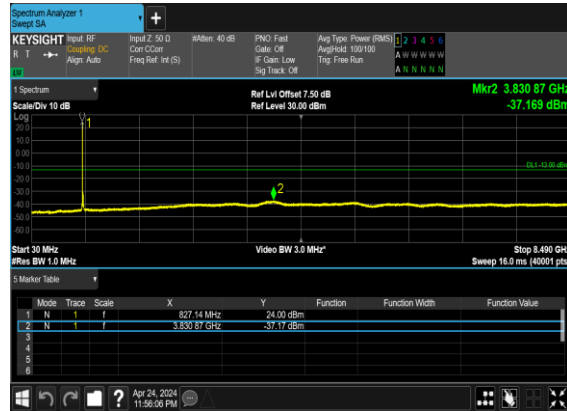 Spectrum Analyzer 1
Swept SA
+
KEYSIGHT Input: RF Input Z: 50 Ω #Atten: 40 dB PNO: Fast Avg Type: Power (RMS) 1 2 3 4 5 6
R T Coupling: DC Corr CCorr Gate: Off Avg|Hold: 100/100 A W W W W W
Align: Auto Freq Ref: Int (S) IF Gain: Low Trig: Free Run
Sig Track: Off A N N N N N
LW
1 Spectrum Ref Lvl Offset 7.50 dB Mkr2 3.830 87 GHz
Scale/Div 10 dB Ref Level 30.00 dBm -37.169 dBm
Log
20.0
10.0
0.00
-10.0
-20.0
-30.0
-40.0
-50.0
-60.0
1
DL1 -13.00 dBm
2
Start 30 MHz Video BW 3.0 MHz* Stop 8.490 GHz
#Res BW 1.0 MHz Sweep 16.0 ms (40001 pts)
5 Marker Table
Mode Trace Scale X Y Function Function Width Function Value
1 N 1 f 827.14 MHz 24.00 dBm
2 N 1 f 3.830 87 GHz -37.17 dBm
3
4
5
6
? Apr 24, 2024
11:56:06 PM